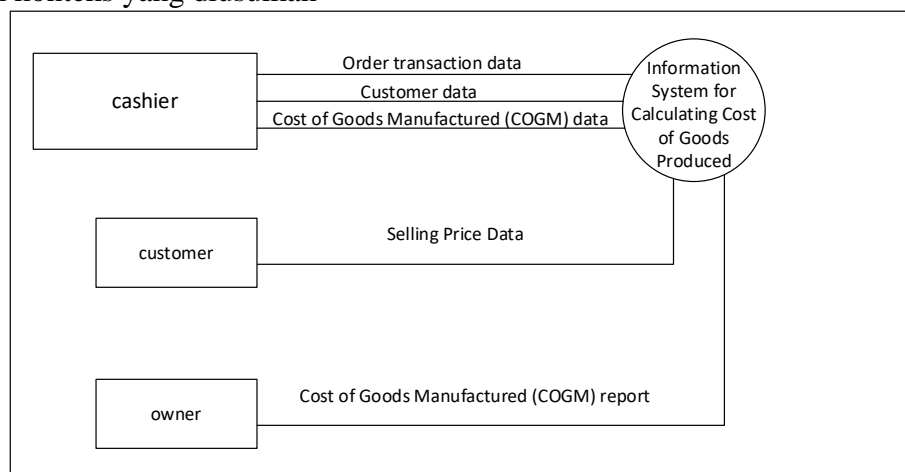 yang diusulkan
cashier
Order transaction data
Customer data
Cost of Goods Manufactured (COGM) data
Information
System for
Calculating Cost
of Goods
Produced
customer
Selling Price Data
owner
Cost of Goods Manufactured (COGM) report